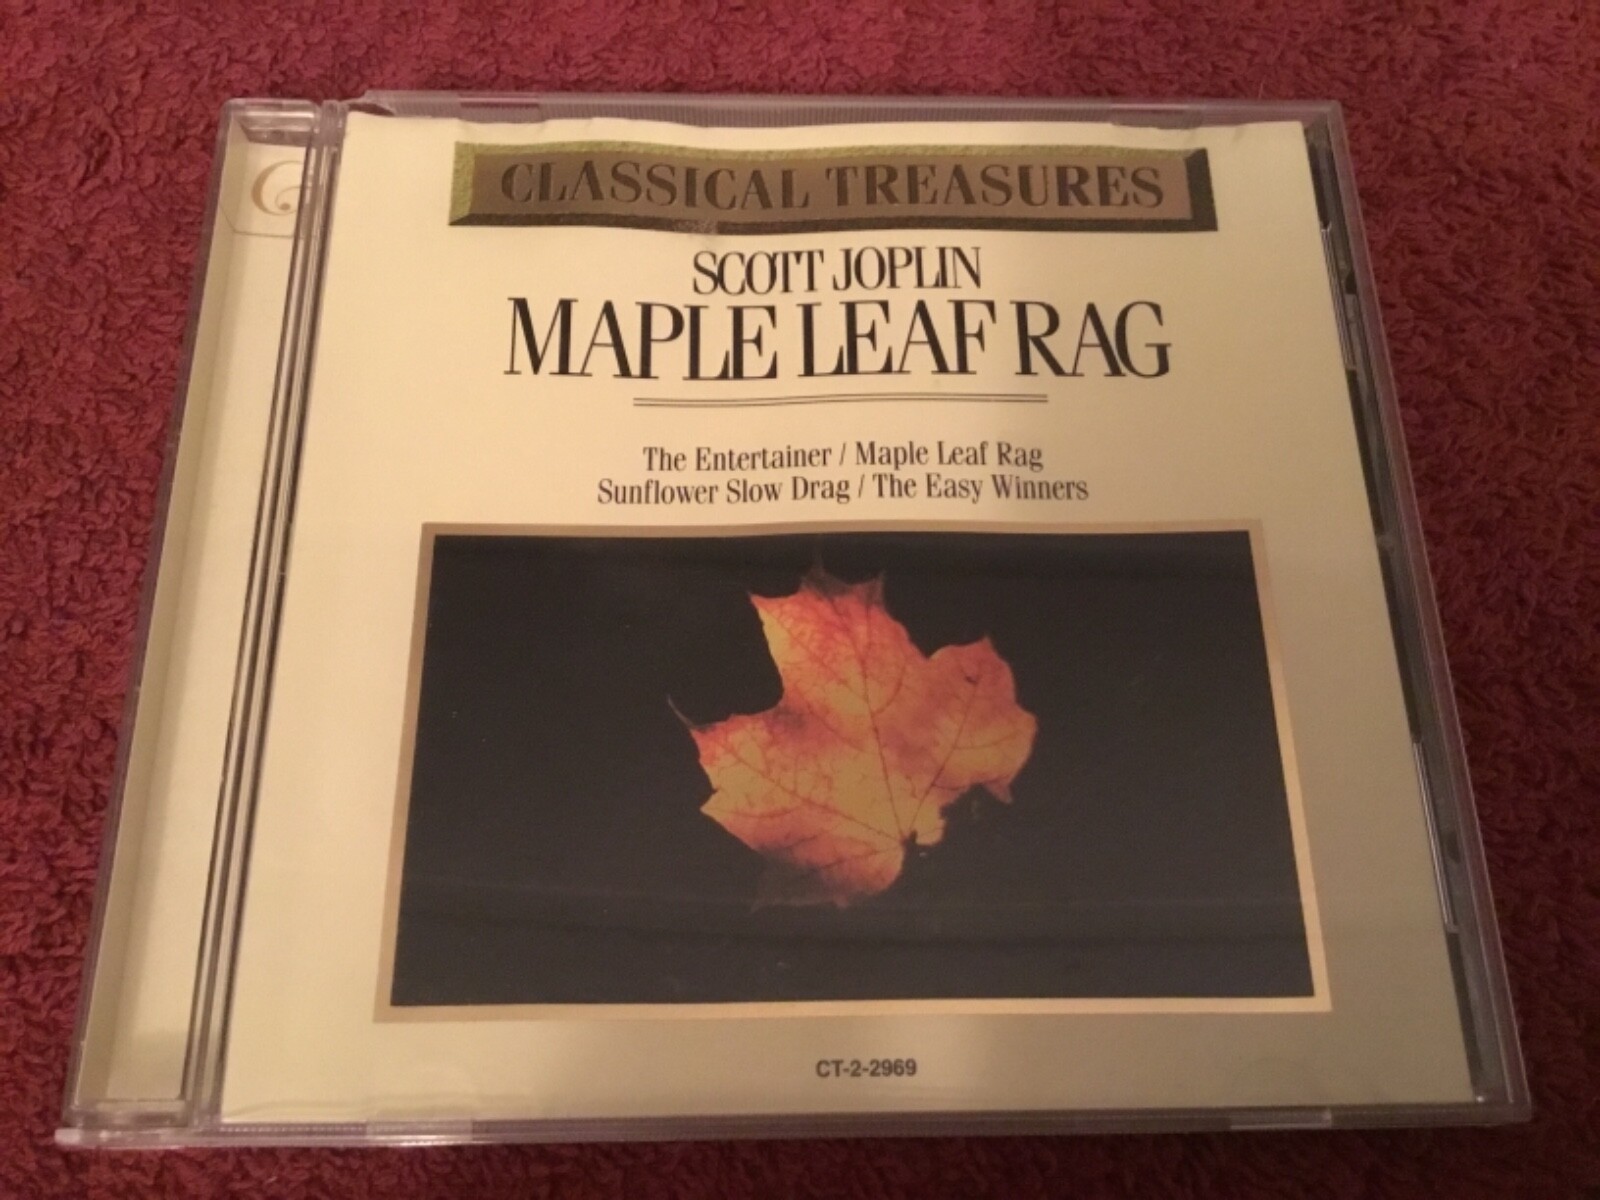 CLASSICAL TREASURES
SCOTT JOPLIN
MAPLE LEAF RAG
The Entertainer / Maple Leaf Rag
Sunflower Slow Drag / The Easy Winners
CT-2-2969